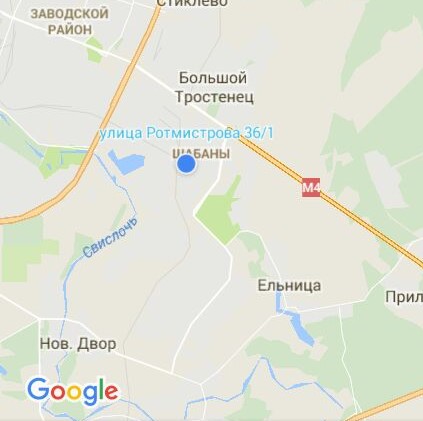 Стиклево
ЗАВОДСКОЙ
РАЙОН
Большой
Тростенец
улица Ротмистрова 36/1
ШАБАНЫ
M4
Свислочь
Ельница
Прил
Нов. Двор
Google